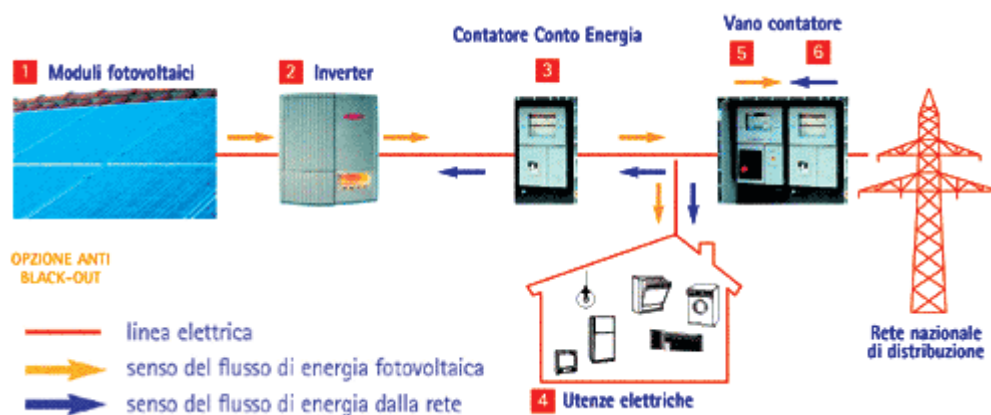 Contatore Conto Energia
Vano contatore
1 Moduli fotovoltaici
2 Inverter
3
5
6
OPZIONE ANTI
BLACK-OUT
linea elettrica
senso del flusso di energia fotovoltaica
senso del flusso di energia dalla rete
4 Utenze elettriche
Rete nazionale
di distribuzione